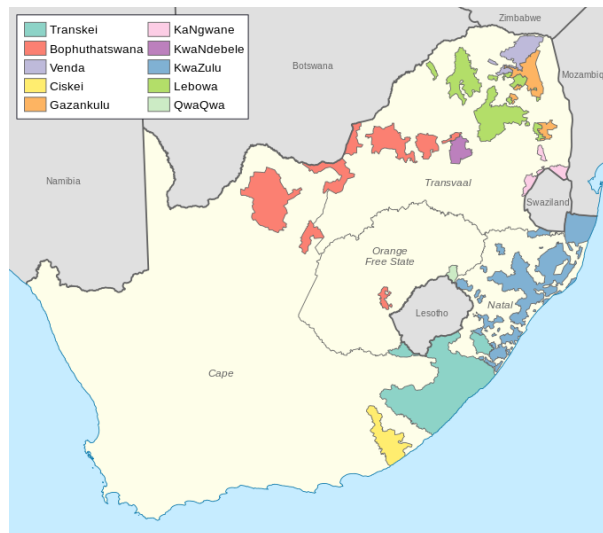 Transkei
Bophuthatswana
Venda
Ciskei
Gazankulu
KaNgwane
KwaNdebele
KwaZulu
Lebowa
QwaQwa
Zimbabwe
Botswana
Mozambiq
Namibia
Transvaal
Swaziland
Orange
Free State
Lesotho
Natal
Cape